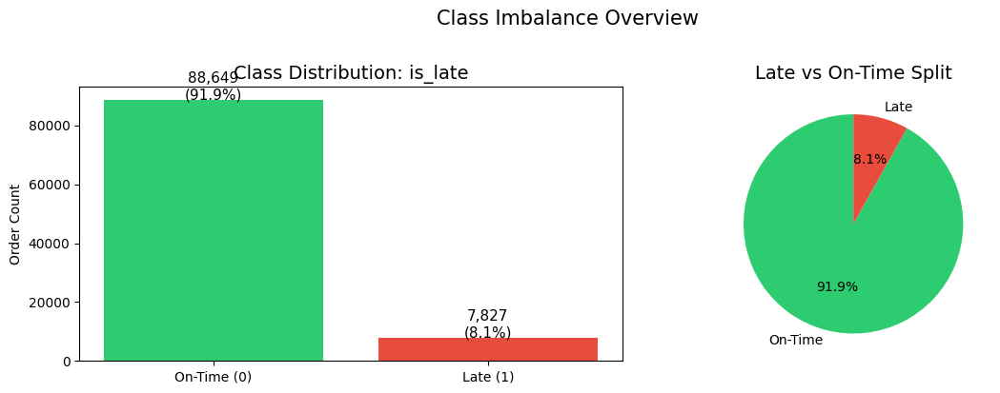 Class Imbalance Overview
Class Distribution: is_late
88,649
(91.9%)
7,827
(8.1%)
80000
60000
40000
20000
0
Order Count
On-Time (0)
Late (1)
Late vs On-Time Split
Late
8.1%
91.9%
On-Time